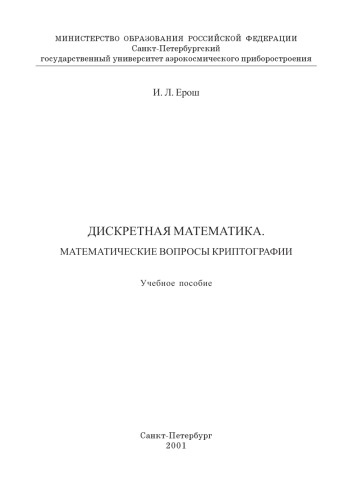 МИНИСТЕРСТВО ОБРАЗОВАНИЯ РОССИЙСКОЙ ФЕДЕРАЦИИ
Санкт-Петербургский
государственный университет аэрокосмического приборостроения
И. Л. Ерош
ДИСКРЕТНАЯ МАТЕМАТИКА.
МАТЕМАТИЧЕСКИЕ ВОПРОСЫ КРИПТОГРАФИИ
Учебное пособие
Санкт-Петербург
2001